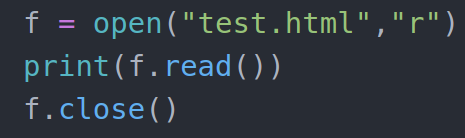 f = open("test.html","r")
print(f.read())
f.close()